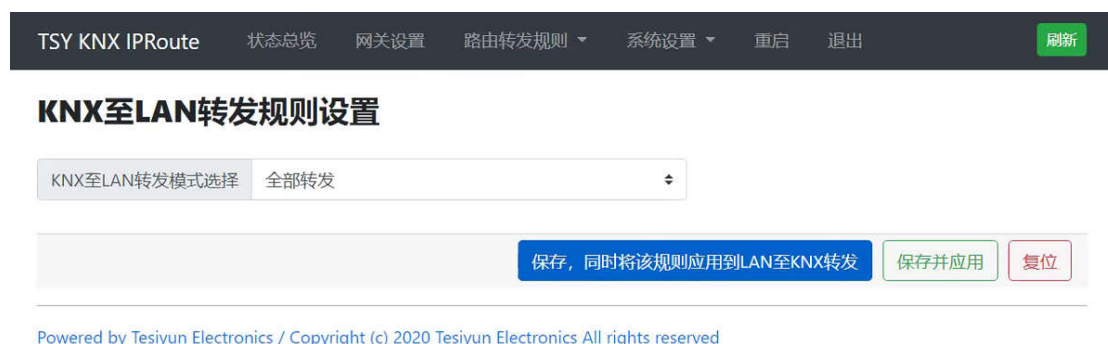 TSY KNX IPRoute 状态总览 网关设置 路由转发规则 系统设置 重启 退出 刷新
KNX至LAN转发规则设置
KNX至LAN转发模式选择 全部转发
保存，同时将该规则应用到LAN至KNX转发 保存并应用 复位
Powered by Tesiyun Electronics / Copyright (c) 2020 Tesiyun Electronics All rights reserved